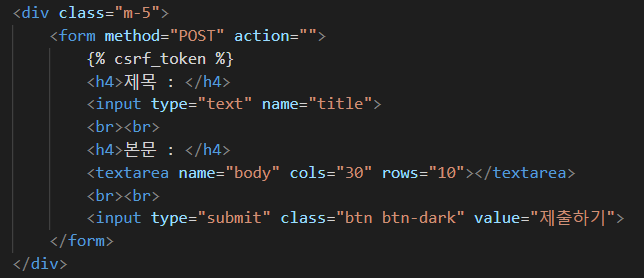 <div class="m-5">
    <form method="POST" action="">
        {% csrf_token %}
        <h4>제목 : </h4>
        <input type="text" name="title">
        <br><br>
        <h4>본문 : </h4>
        <textarea name="body" cols="30" rows="10"></textarea>
        <br><br>
        <input type="submit" class="btn btn-dark" value="제출하기">
    </form>
</div>